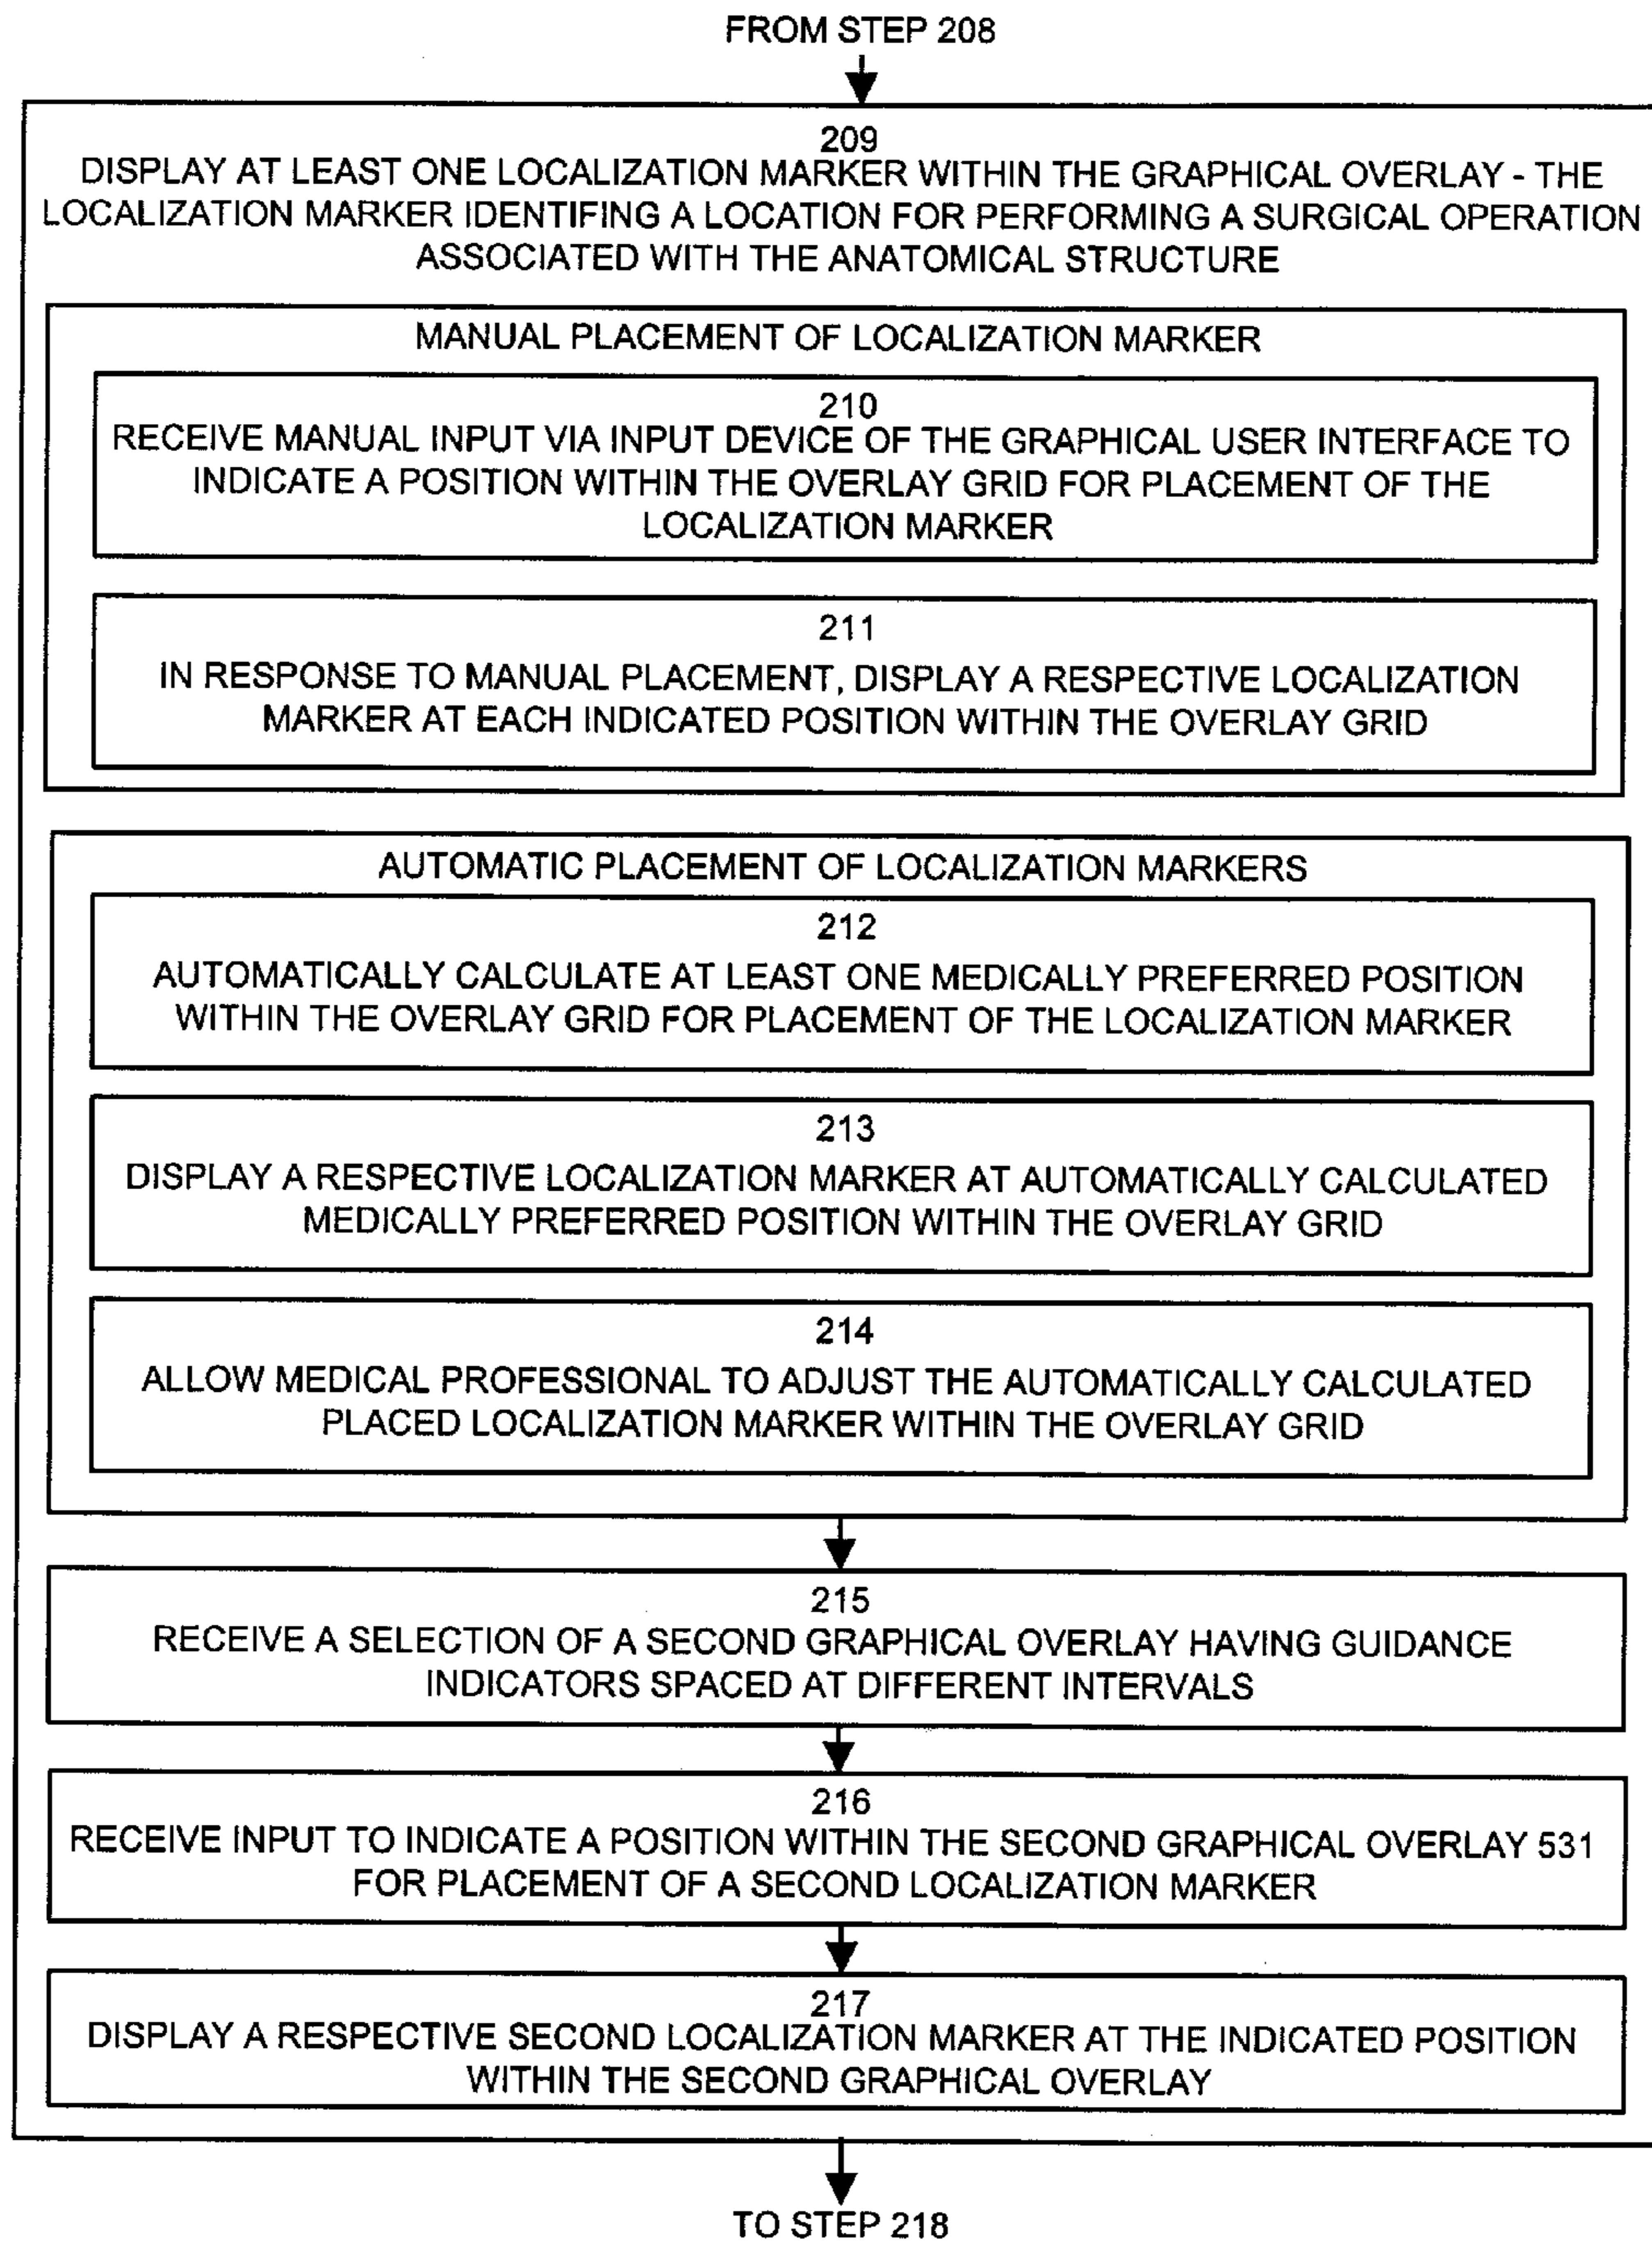 FROM STEP 208
209
DISPLAY AT LEAST ONE LOCALIZATION MARKER WITHIN THE GRAPHICAL OVERLAY - THE
LOCALIZATION MARKER IDENTIFING A LOCATION FOR PERFORMING A SURGICAL OPERATION
ASSOCIATED WITH THE ANATOMICAL STRUCTURE
MANUAL PLACEMENT OF LOCALIZATION MARKER
210
RECEIVE MANUAL INPUT VIA INPUT DEVICE OF THE GRAPHICAL USER INTERFACE TO
INDICATE A POSITION WITHIN THE OVERLAY GRID FOR PLACEMENT OF THE
LOCALIZATION MARKER
211
IN RESPONSE TO MANUAL PLACEMENT, DISPLAY A RESPECTIVE LOCALIZATION
MARKER AT EACH INDICATED POSITION WITHIN THE OVERLAY GRID
AUTOMATIC PLACEMENT OF LOCALIZATION MARKERS
212
AUTOMATICALLY CALCULATE AT LEAST ONE MEDICALLY PREFERRED POSITION
WITHIN THE OVERLAY GRID FOR PLACEMENT OF THE LOCALIZATION MARKER
213
DISPLAY A RESPECTIVE LOCALIZATION MARKER AT AUTOMATICALLY CALCULATED
MEDICALLY PREFERRED POSITION WITHIN THE OVERLAY GRID
214
ALLOW MEDICAL PROFESSIONAL TO ADJUST THE AUTOMATICALLY CALCULATED
PLACED LOCALIZATION MARKER WITHIN THE OVERLAY GRID
215
RECEIVE A SELECTION OF A SECOND GRAPHICAL OVERLAY HAVING GUIDANCE
INDICATORS SPACED AT DIFFERENT INTERVALS
216
RECEIVE INPUT TO INDICATE A POSITION WITHIN THE SECOND GRAPHICAL OVERLAY 531
FOR PLACEMENT OF A SECOND LOCALIZATION MARKER
217
DISPLAY A RESPECTIVE SECOND LOCALIZATION MARKER AT THE INDICATED POSITION
WITHIN THE SECOND GRAPHICAL OVERLAY
TO STEP 218